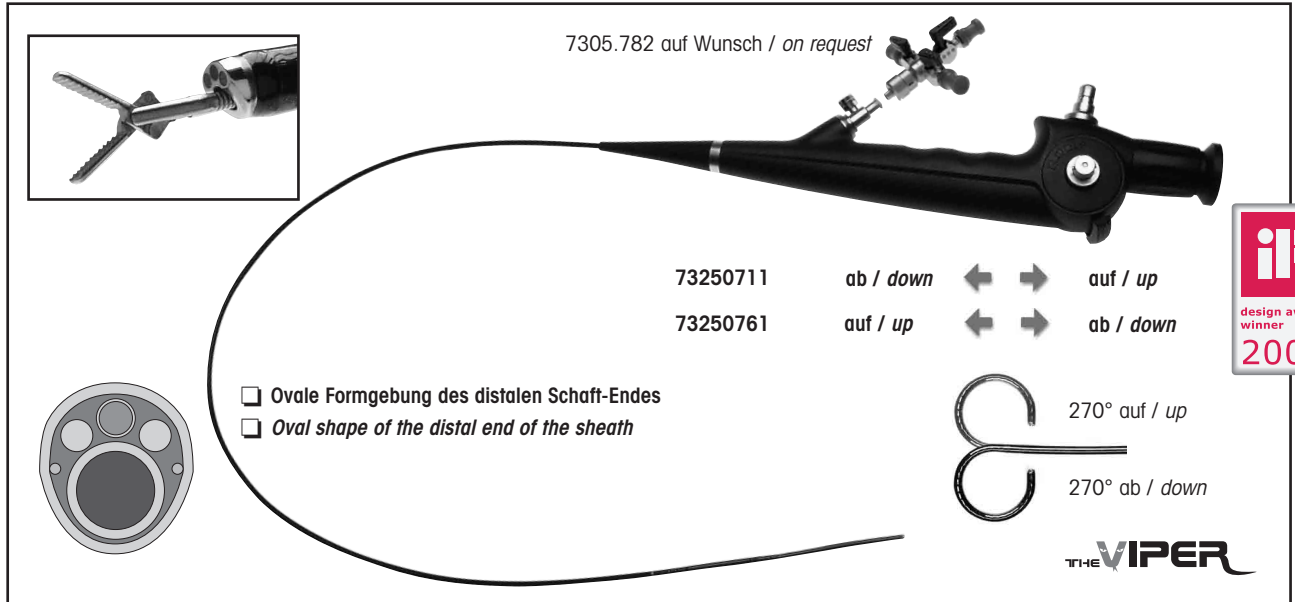 7305.782 auf Wunsch / on request
73250711 ab / down auf / up
73250761 auf / up ab / down
design
winner
Ovale Formgebung des distalen Schaft-Endes
Oval shape of the distal end of the sheath
270° auf / up
270° ab / down
THE VIPER